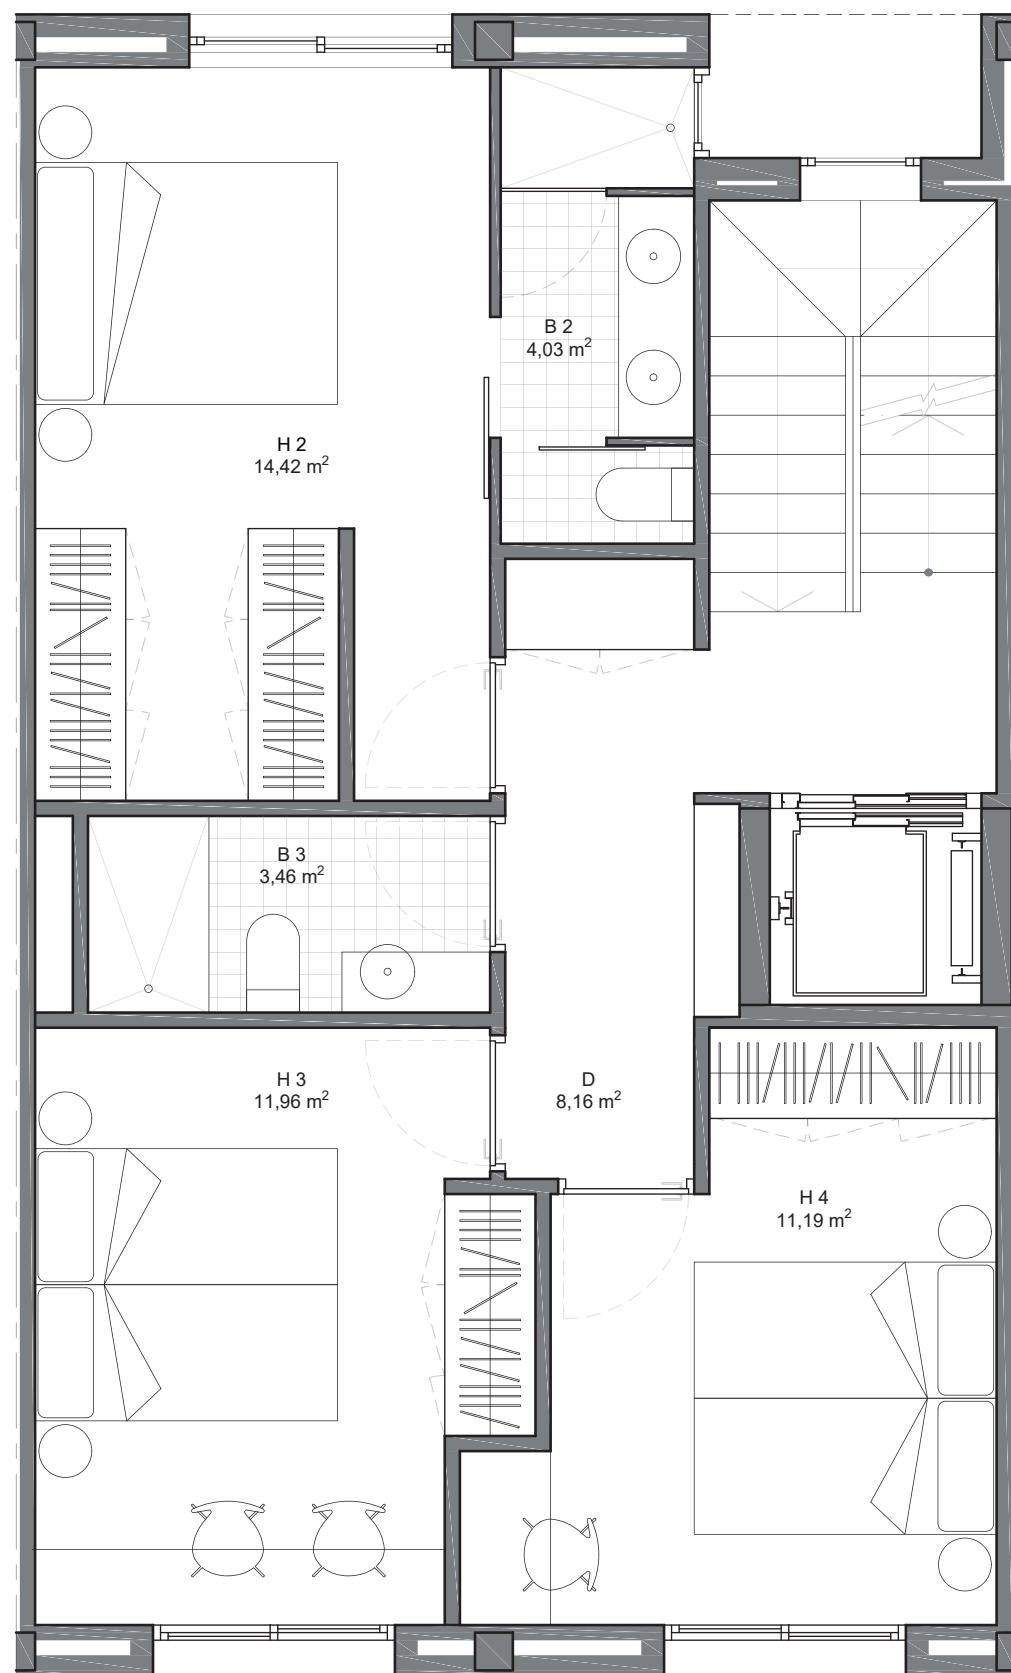 B 2
4,03 m²
H 2
14,42 m²
B 3
3,46 m²
H 3
11,96 m²
D
8,16 m²
H 4
11,19 m²